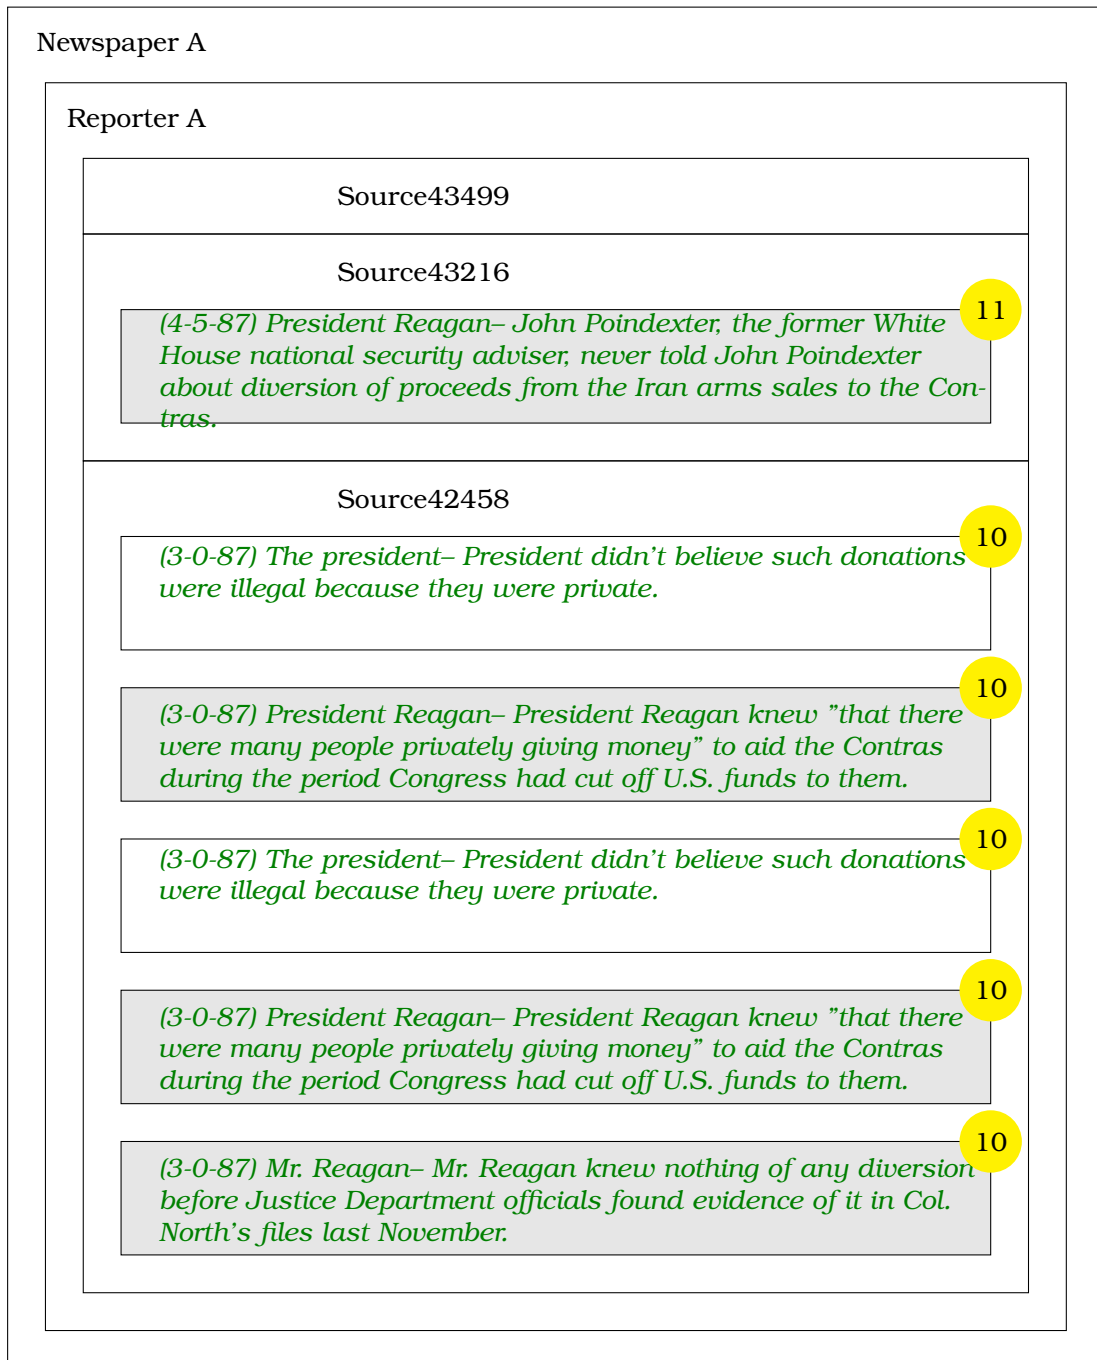 Newspaper A
Reporter A
Source43499
Source43216
11
(4-5-87) President Reagan– John Poindexter, the former White
House national security adviser, never told John Poindexter
about diversion of proceeds from the Iran arms sales to the Con-
tras.
Source42458
10
(3-0-87) The president– President didn't believe such donations
were illegal because they were private.
10
(3-0-87) President Reagan– President Reagan knew ”that there
were many people privately giving money” to aid the Contras
during the period Congress had cut off U.S. funds to them.
10
(3-0-87) The president– President didn't believe such donations
were illegal because they were private.
10
(3-0-87) President Reagan– President Reagan knew ”that there
were many people privately giving money” to aid the Contras
during the period Congress had cut off U.S. funds to them.
10
(3-0-87) Mr. Reagan– Mr. Reagan knew nothing of any diversion
before Justice Department officials found evidence of it in Col.
North's files last November.